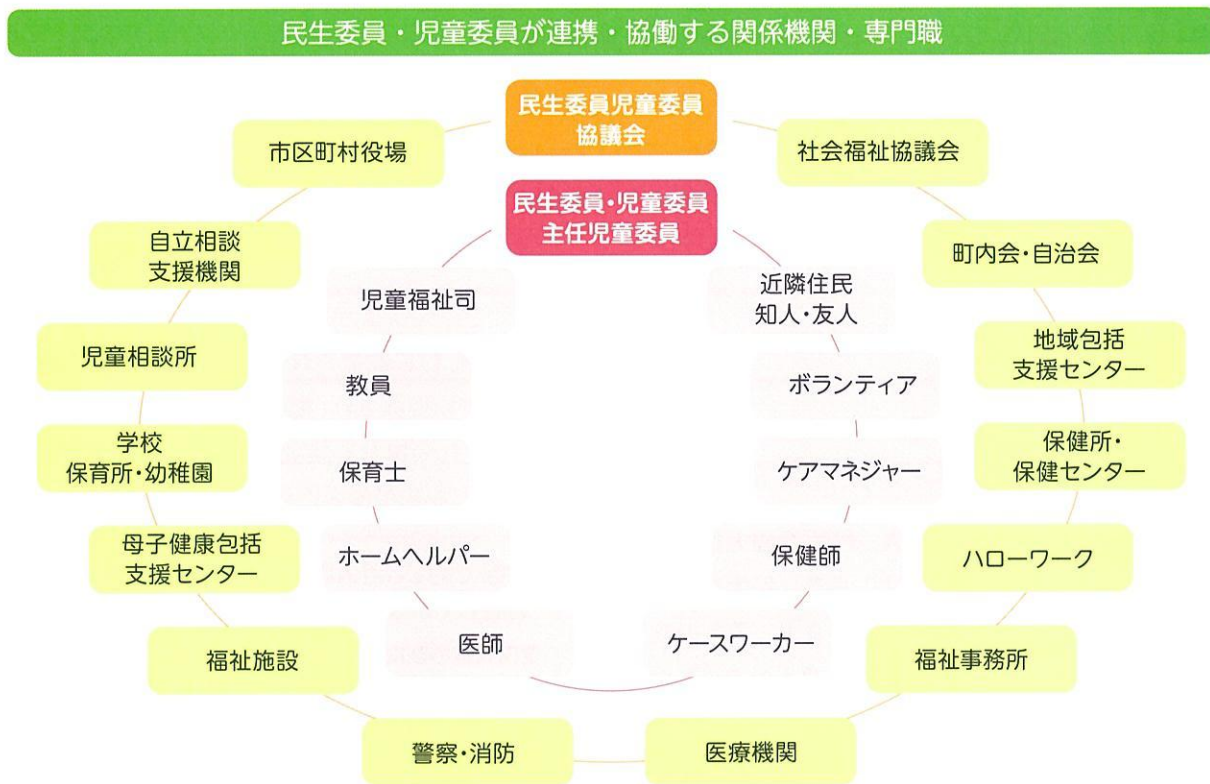 民生委員・児童委員が連携・協働する関係機関・専門職
民生委員児童委員
協議会
市区町村役場
社会福祉協議会
民生委員・児童委員
主任児童委員
自立相談
支援機関
町内会・自治会
児童福祉司
近隣住民
知人・友人
児童相談所
地域包括
支援センター
教員
ボランティア
学校
保育所・幼稚園
保健所・
保健センター
保育士
ケアマネジャー
母子健康包括
支援センター
ホームヘルパー
保健師
ハローワーク
福祉施設
医師
ケースワーカー
福祉事務所
警察・消防
医療機関